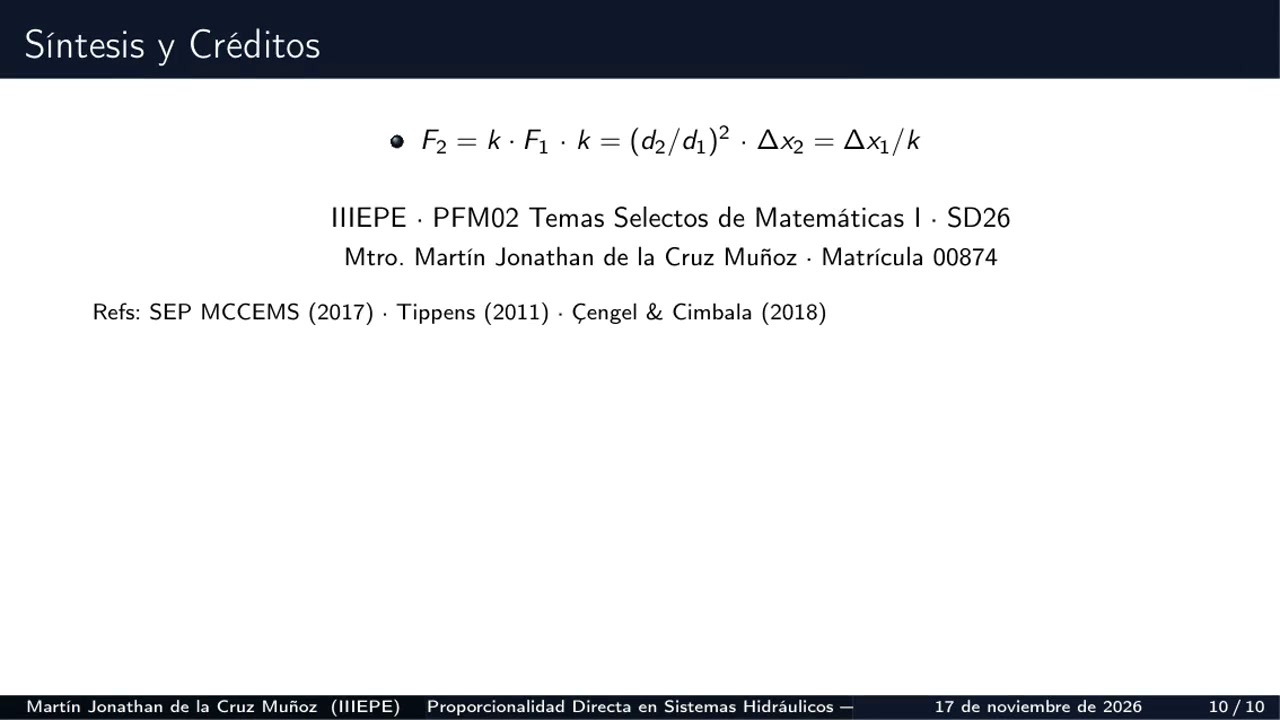 Síntesis y Créditos
F₂ = k · F₁ · k = (d₂/d₁)² · Δx₂ = Δx₁/k
IIIEPE · PFM02 Temas Selectos de Matemáticas I · SD26
Mtro. Martín Jonathan de la Cruz Muñoz · Matrícula 00874
Refs: SEP MCCEMS (2017) · Tippens (2011) · Çengel & Cimbala (2018)
Martín Jonathan de la Cruz Muñoz (IIIEPE) Proporcionalidad Directa en Sistemas Hidráulicos — 17 de noviembre de 2026 10 / 10